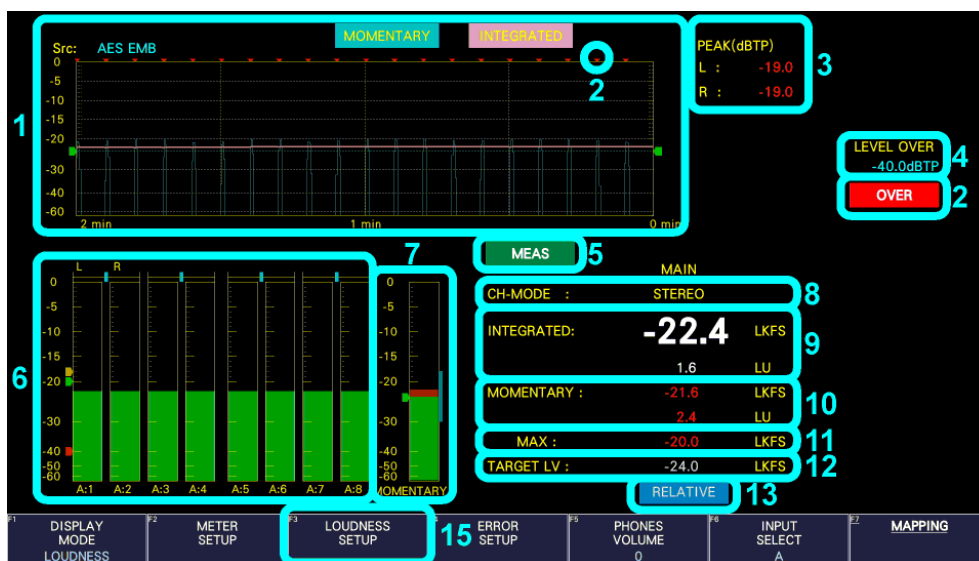 MOMENTARY INTEGRATED
Src: AES EMB
0
-5
-10
-15
-20
-30
-40
-60
2 min 1 min 0 min
1
2
PEAK(dBTP)
L : -19.0
R : -19.0
3
LEVEL OVER
-40.0dBTP
4
OVER
2
7
MEAS
5
L R
0
-5
-10
-15
-20
-30
-40
-50
-60
A:1 A:2 A:3 A:4 A:5 A:6 A:7 A:8
6
0
-5
-10
-15
-20
-30
-40
-50
-60
MOMENTARY
MAIN
CH-MODE : STEREO
8
INTEGRATED: -22.4 LKFS
1.6 LU
9
MOMENTARY : -21.6 LKFS
2.4 LU
10
MAX : -20.0 LKFS
11
TARGET LV : -24.0 LKFS
12
RELATIVE
13
F1 DISPLAY
MODE
LOUDNESS
F2 METER
SETUP
F3 LOUDNESS
SETUP
15
ERROR
SETUP
F5 PHONES
VOLUME
0
F6 INPUT
SELECT
A
F7 MAPPING